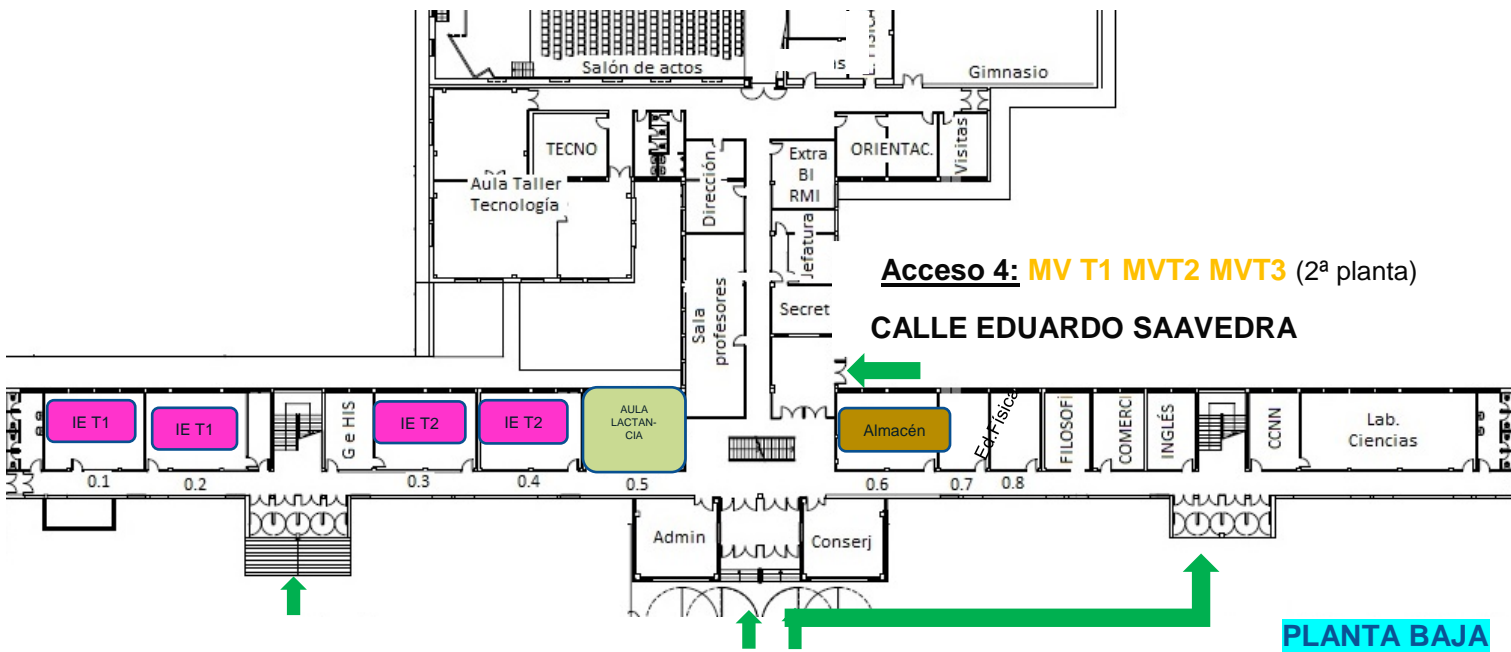 Salón de actos
as
Gimnasio
TECNO
Aula Taller
Tecnología
Dirección
Extra
BI
RMI
ORIENTAC.
Visitas
Jefatura
Acceso 4: MV T1 MVT2 MVT3 (2ª planta)
Sala
profesores
Secret
CALLE EDUARDO SAAVEDRA
IE T1
IE T1
G e HIS
IE T2
IE T2
AULA
LACTAN-
CIA
Almacén
Ed.Física
FILOSOFÍ
COMERCI
INGLÉS
CCNN
Lab.
Ciencias
0.1
0.2
0.3
0.4
0.5
0.6
0.7
0.8
Admin
Conserj
PLANTA BAJA